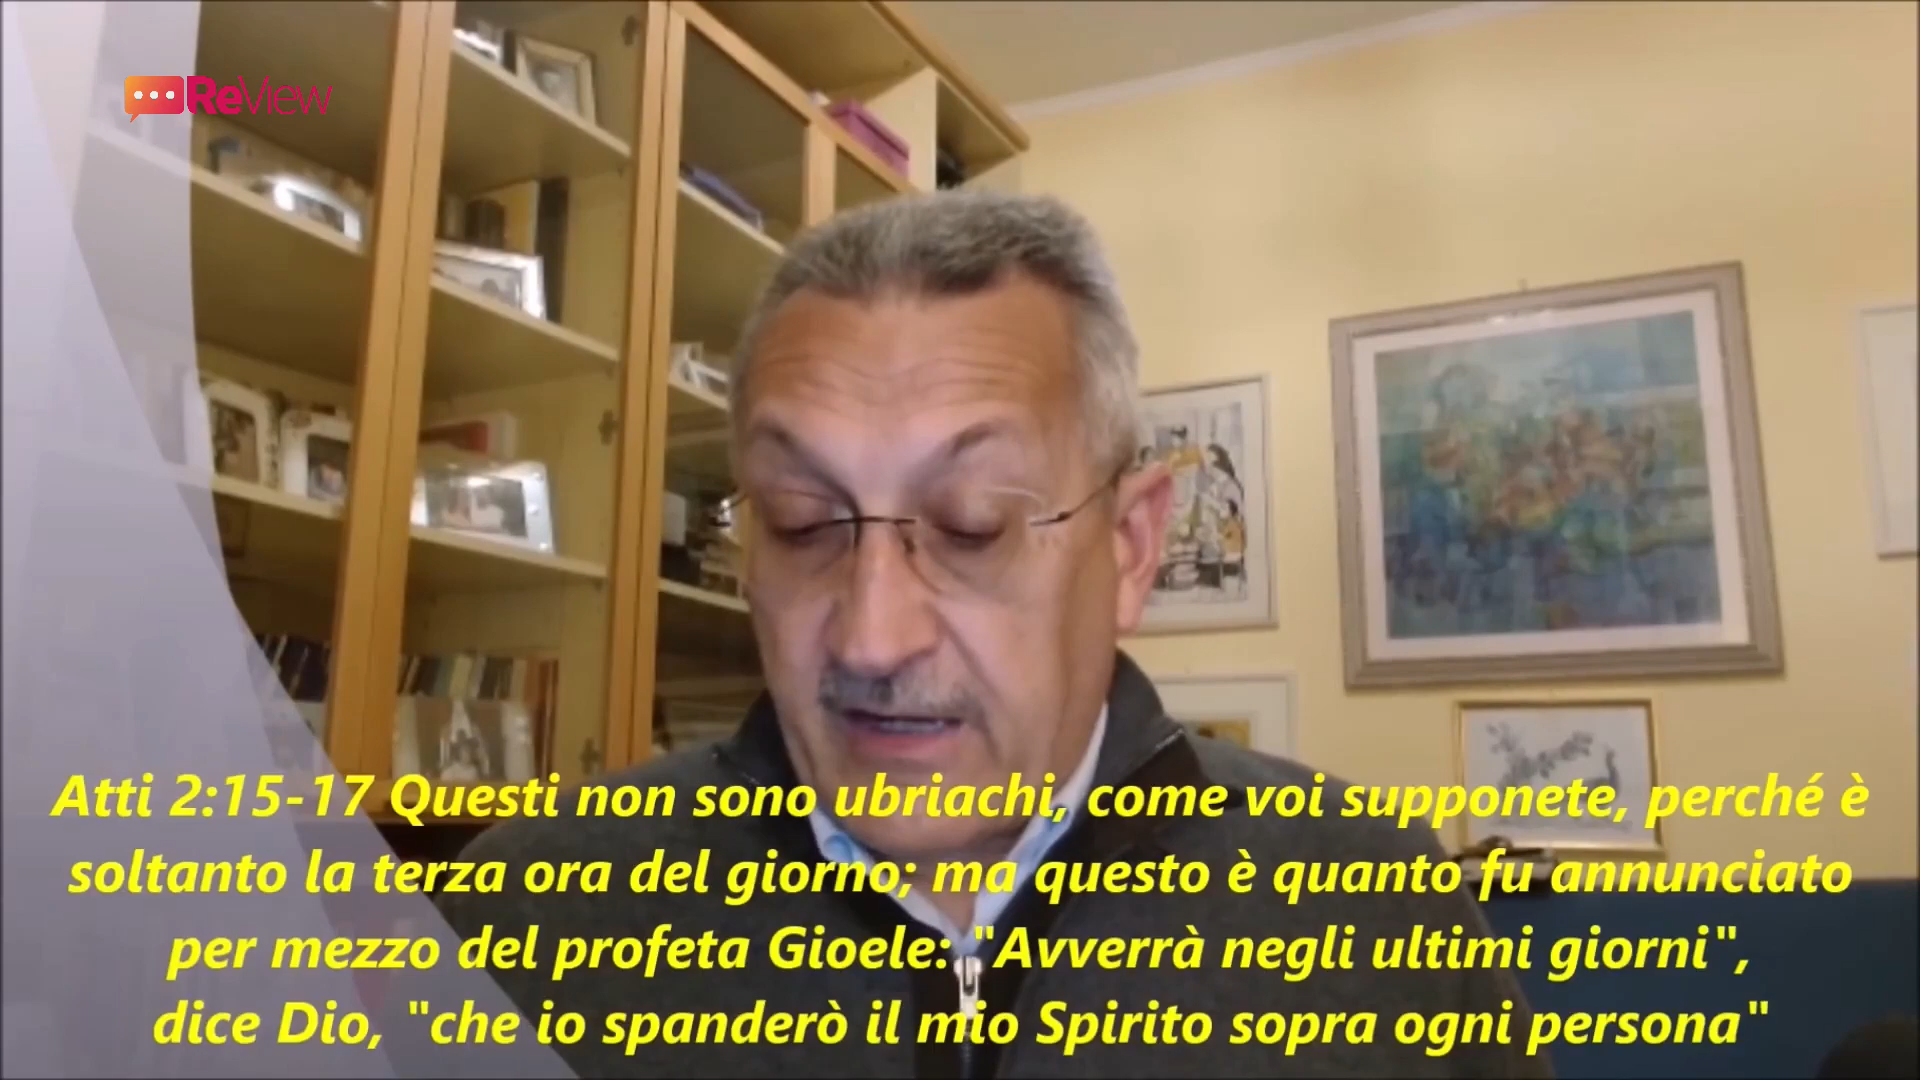 ReView
Atti 2:15-17 Questi non sono ubriachi, come voi supponete, perché è
soltanto la terza ora del giorno; ma questo è quanto fu annunciato
per mezzo del profeta Gioele: "Avverrà negli ultimi giorni",
dice Dio, "che io spanderò il mio Spirito sopra ogni persona"